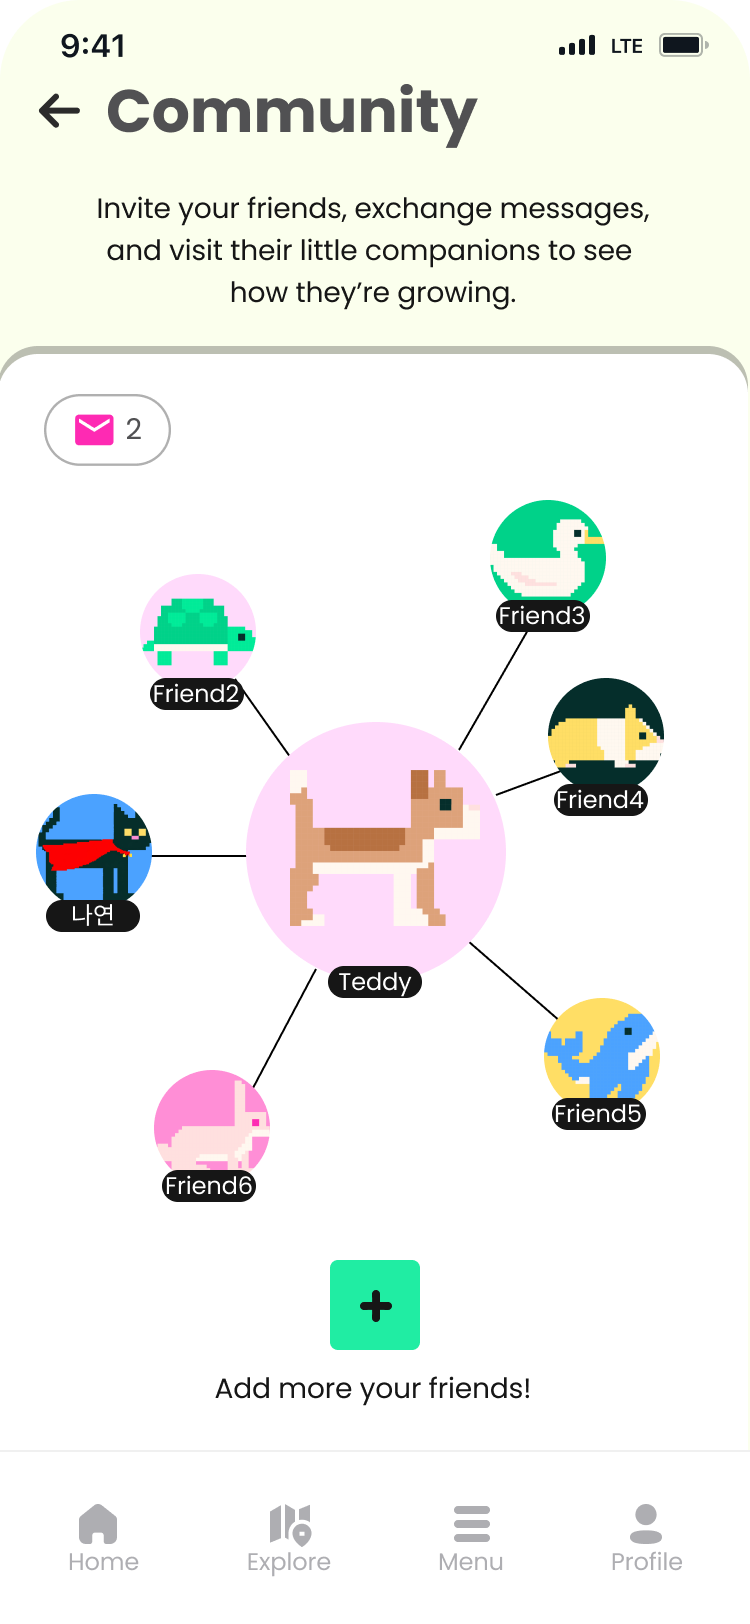 9:41
LTE
Community
Invite your friends, exchange messages,
and visit their little companions to see
how they’re growing.
2
Friend3
Friend2
Friend4
나연
Teddy
Friend5
Friend6
Add more your friends!
Home
Explore
Menu
Profile